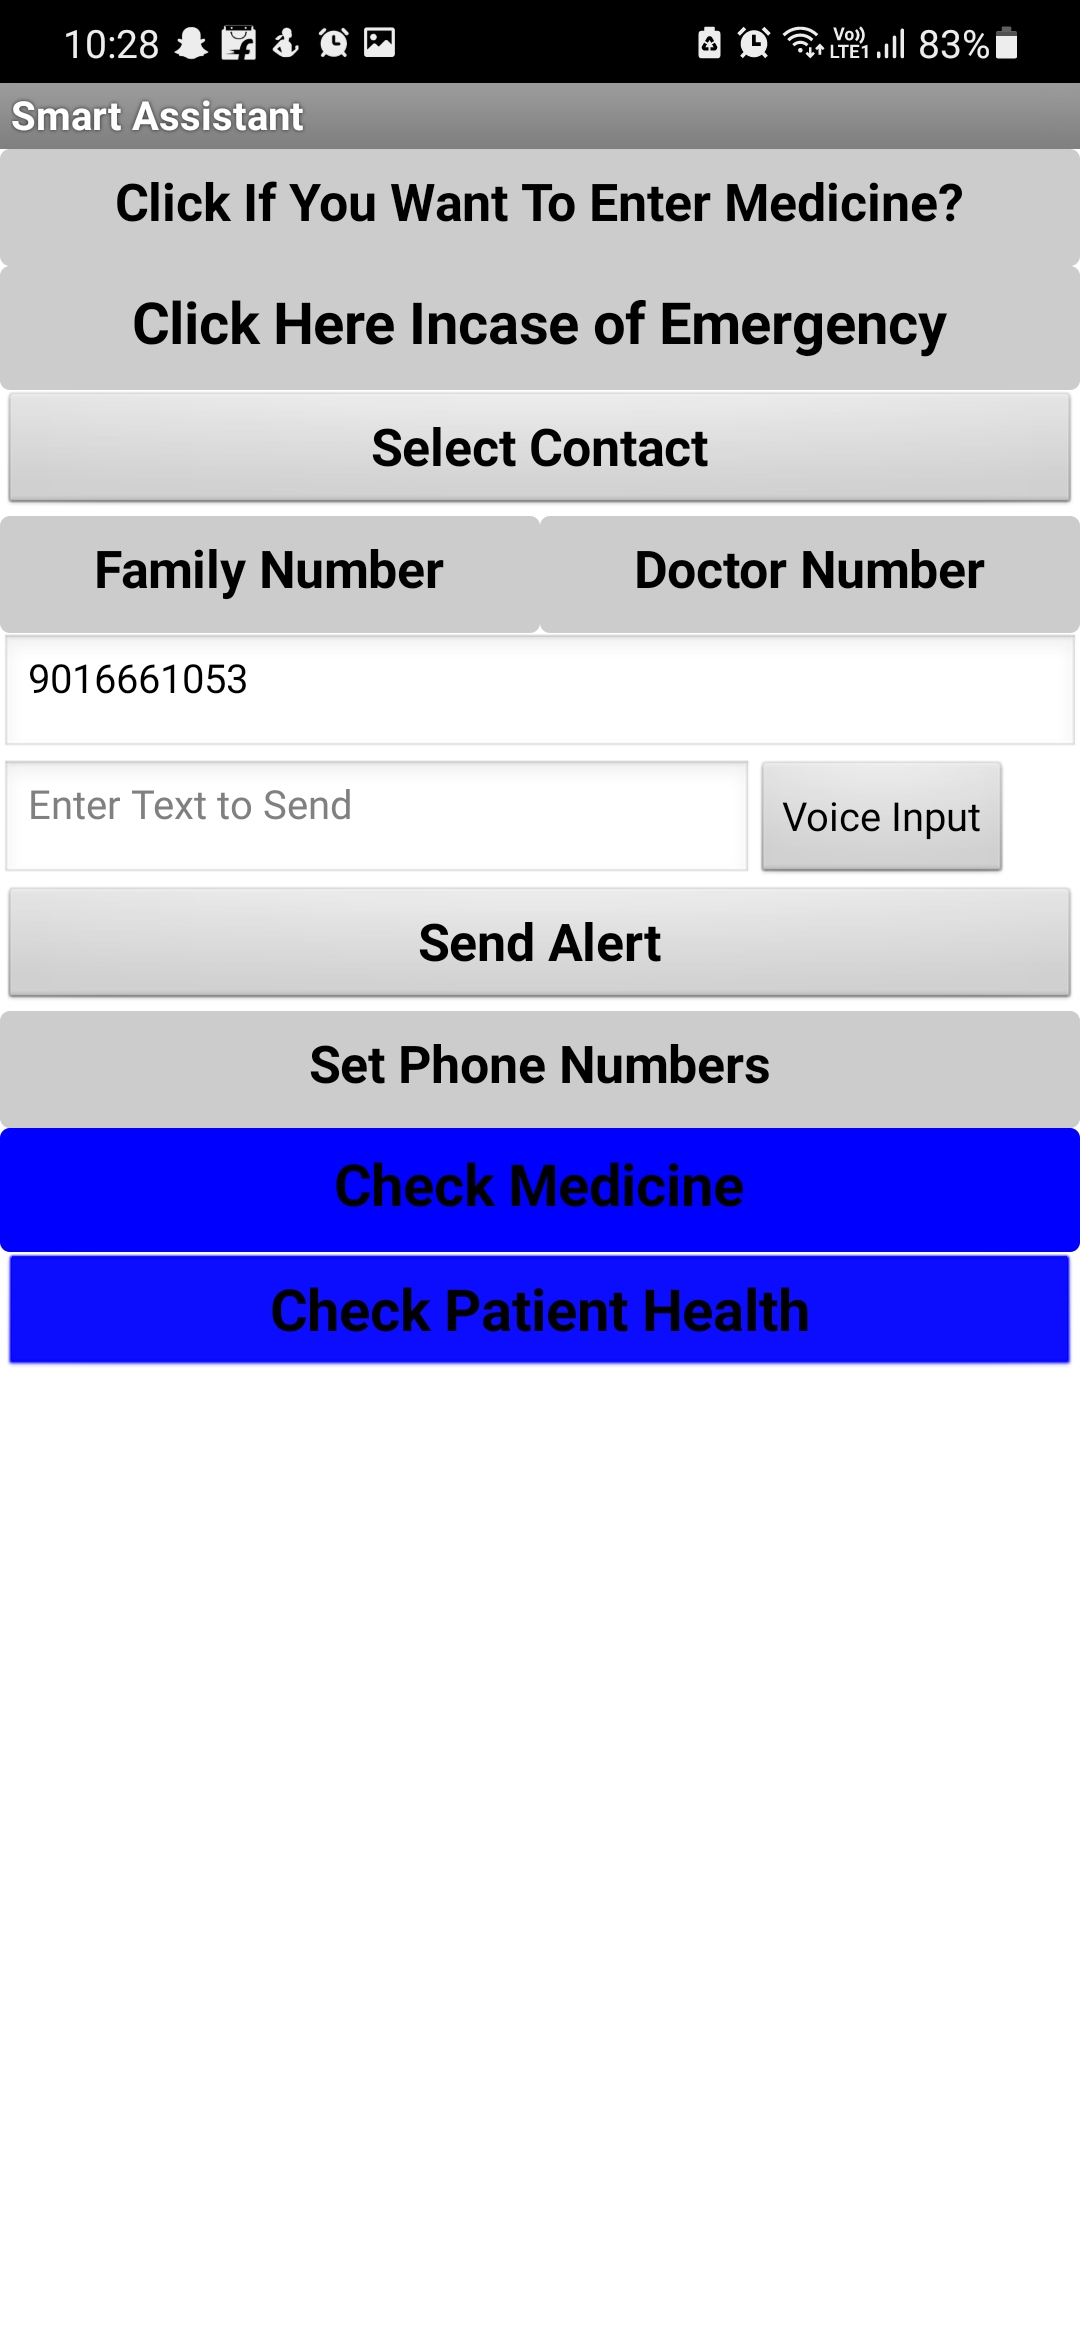 10:28 Vo)) LTE1 83%
Smart Assistant
Click If You Want To Enter Medicine?
Click Here Incase of Emergency
Select Contact
Family Number Doctor Number
9016661053
Enter Text to Send Voice Input
Send Alert
Set Phone Numbers
Check Medicine
Check Patient Health